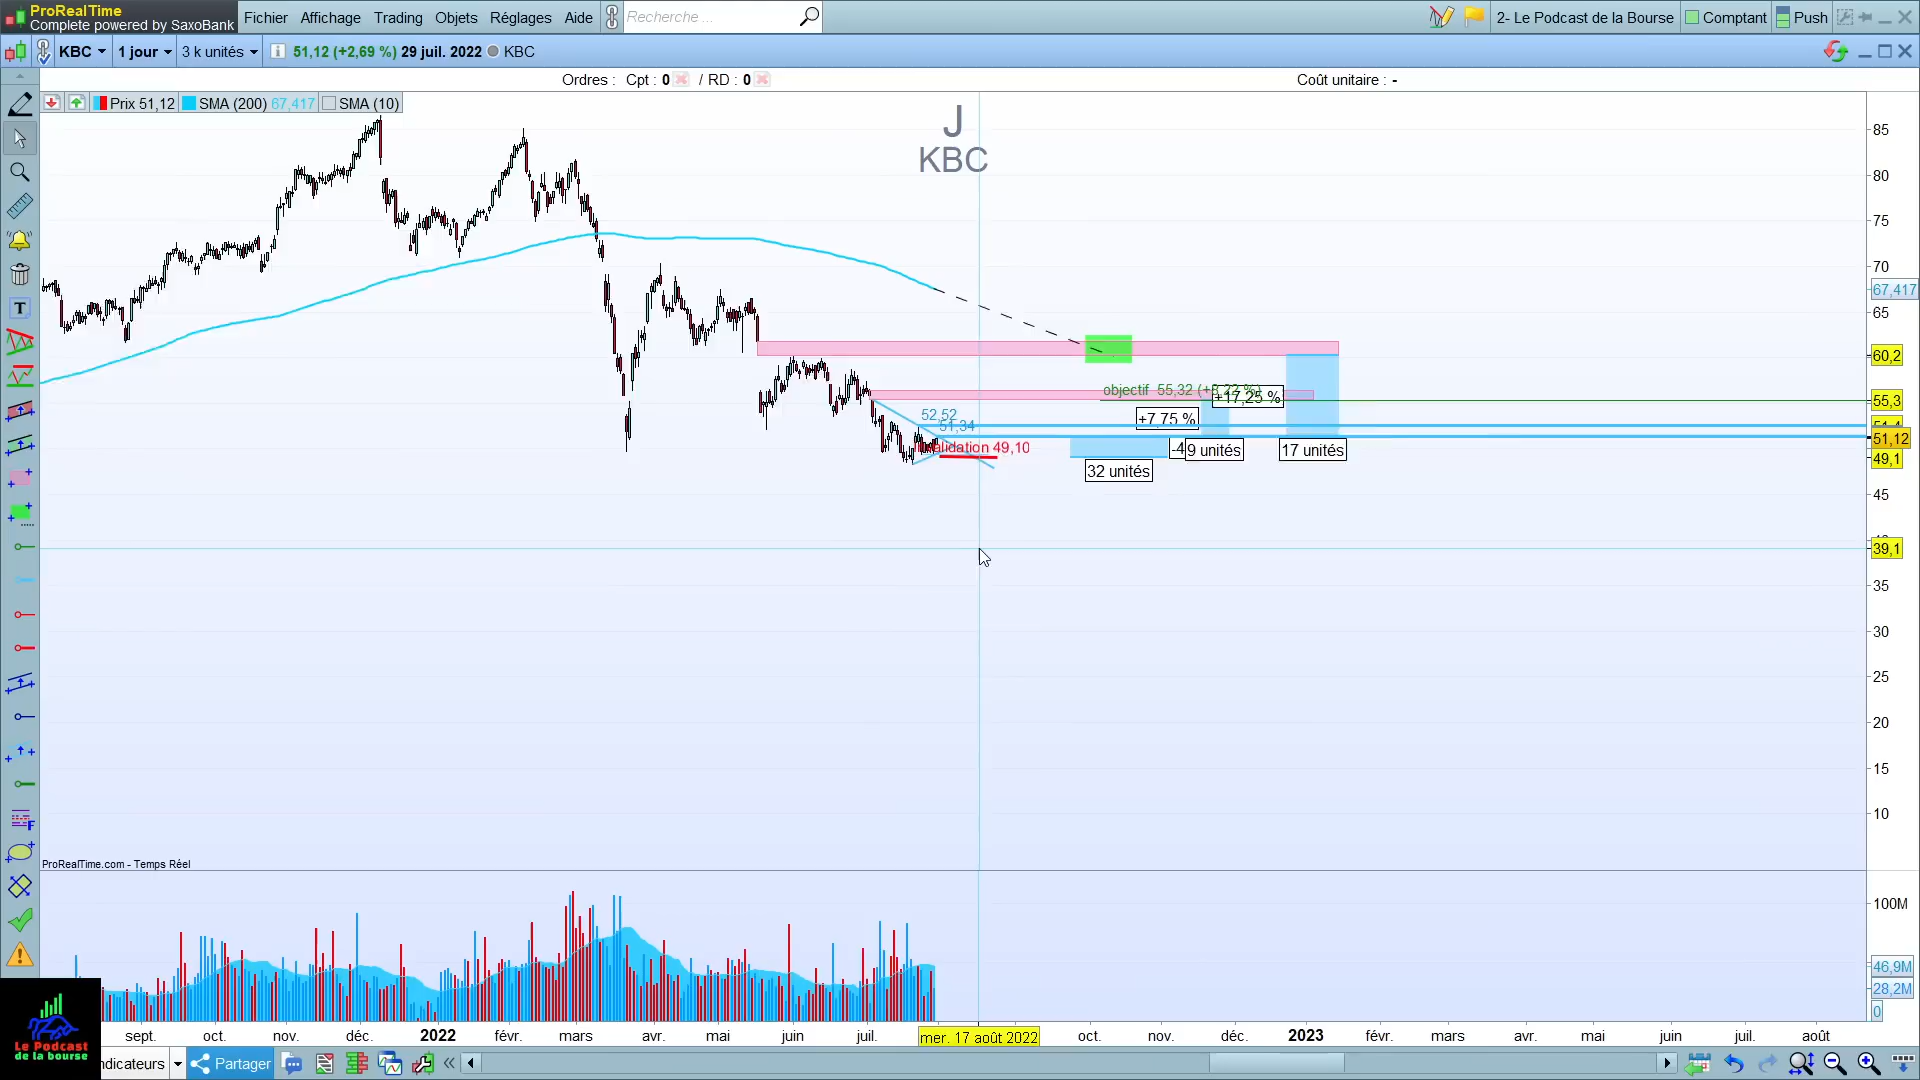 ProRealTime
Complete powered by SaxoBank
Fichier Affichage Trading Objets Réglages Aide
Recherche ...
2- Le Podcast de la Bourse
Comptant
Push
KBC
1 jour
3 k unités
51,12 (+2,69 %) 29 juil. 2022
KBC
Ordres : Cpt : 0 / RD : 0
Coût unitaire : -
Prix 51,12
SMA (200) 67,417
SMA (10)
J
KBC
85
80
75
70
67,417
65
60,2
55,3
51,12
49,1
45
39,1
35
30
25
20
15
10
objectif 55,32 (+8,22 %)
+17,25 %
+7,75 %
52,52
51,34
invalidation 49,10
-4
9 unités
17 unités
32 unités
ProRealTime.com - Temps Réel
100M
46,9M
28,2M
0
sept. oct. nov. déc. 2022 févr. mars avr. mai juin juil. mer. 17 août 2022 oct. nov. déc. 2023 févr. mars avr. mai juin juil. août
Le Podcast
de la bourse
ndicateurs
Partager